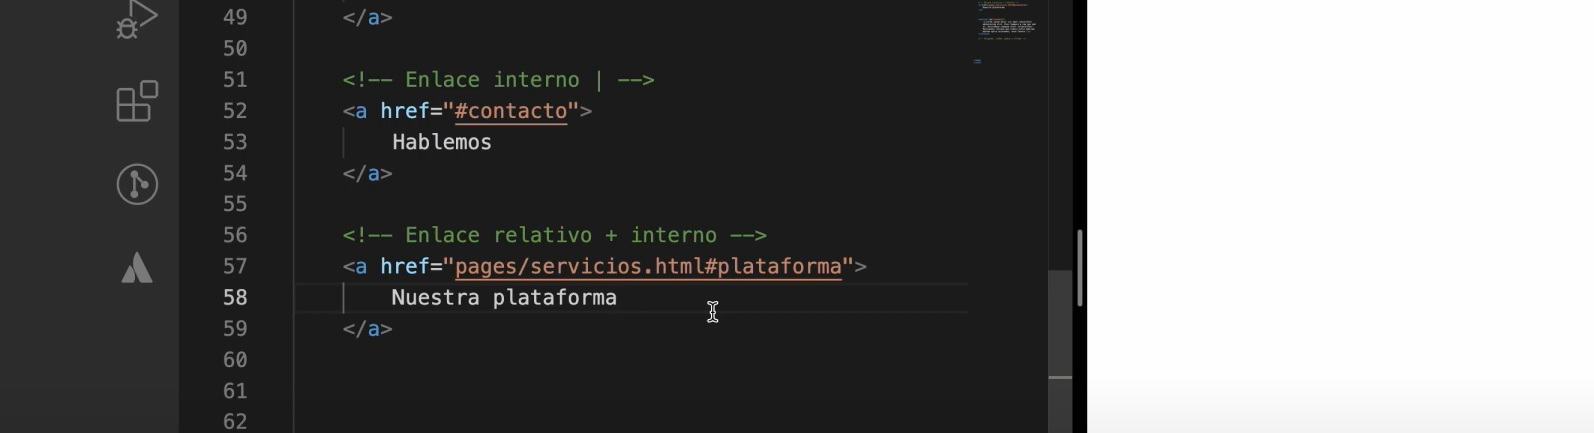 49 </a>
50
51 <!-- Enlace interno | -->
52 <a href="#contacto">
53 Hablemos
54 </a>
55
56 <!-- Enlace relativo + interno -->
57 <a href="pages/servicios.html#plataforma">
58 Nuestra plataforma
59 </a>
60
61
62